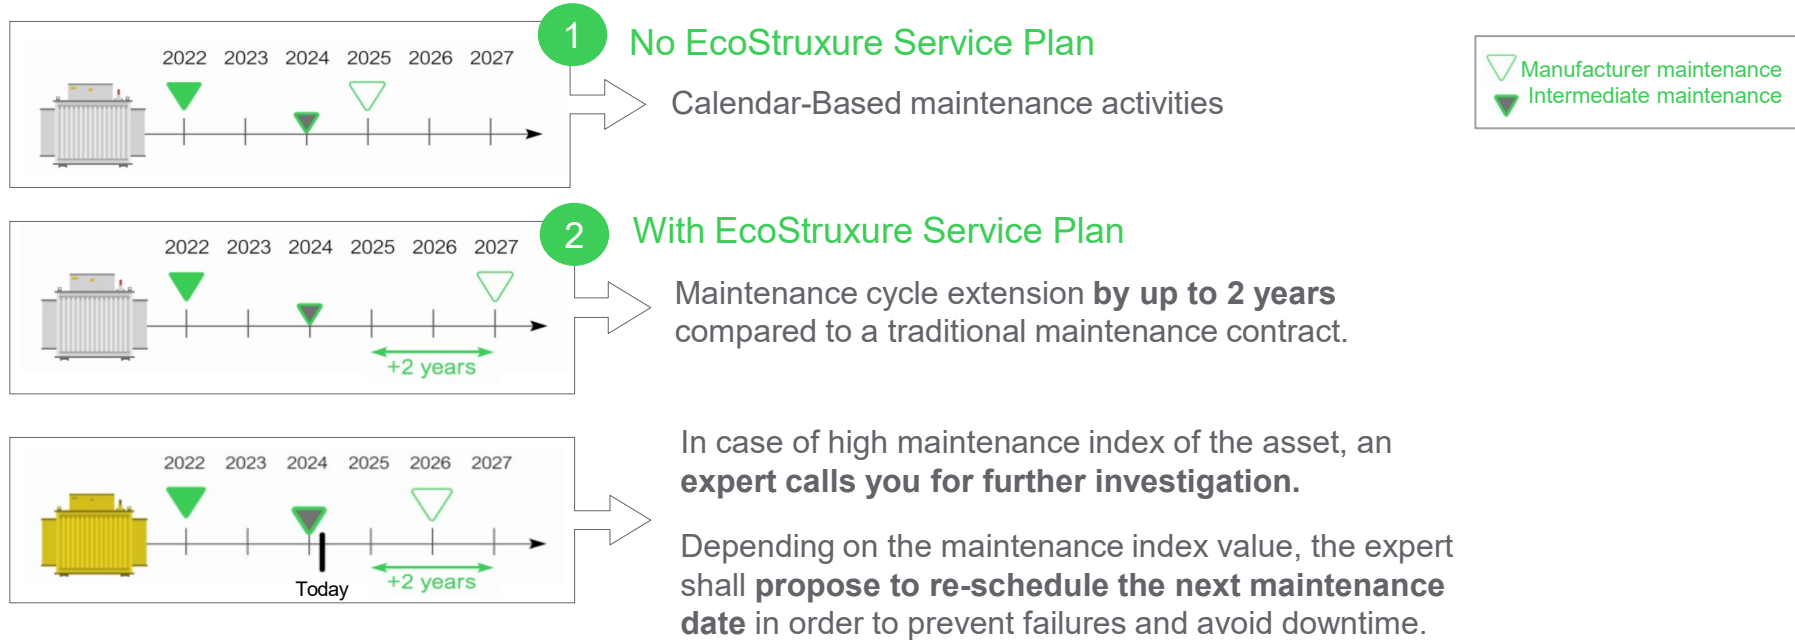 1
No EcoStruxure Service Plan
2022 2023 2024 2025 2026 2027
Calendar-Based maintenance activities
Manufacturer maintenance
Intermediate maintenance
2
With EcoStruxure Service Plan
2022 2023 2024 2025 2026 2027
Maintenance cycle extension by up to 2 years
compared to a traditional maintenance contract.
+2 years
2022 2023 2024 2025 2026 2027
Today
+2 years
In case of high maintenance index of the asset, an
expert calls you for further investigation.
Depending on the maintenance index value, the expert
shall propose to re-schedule the next maintenance
date in order to prevent failures and avoid downtime.